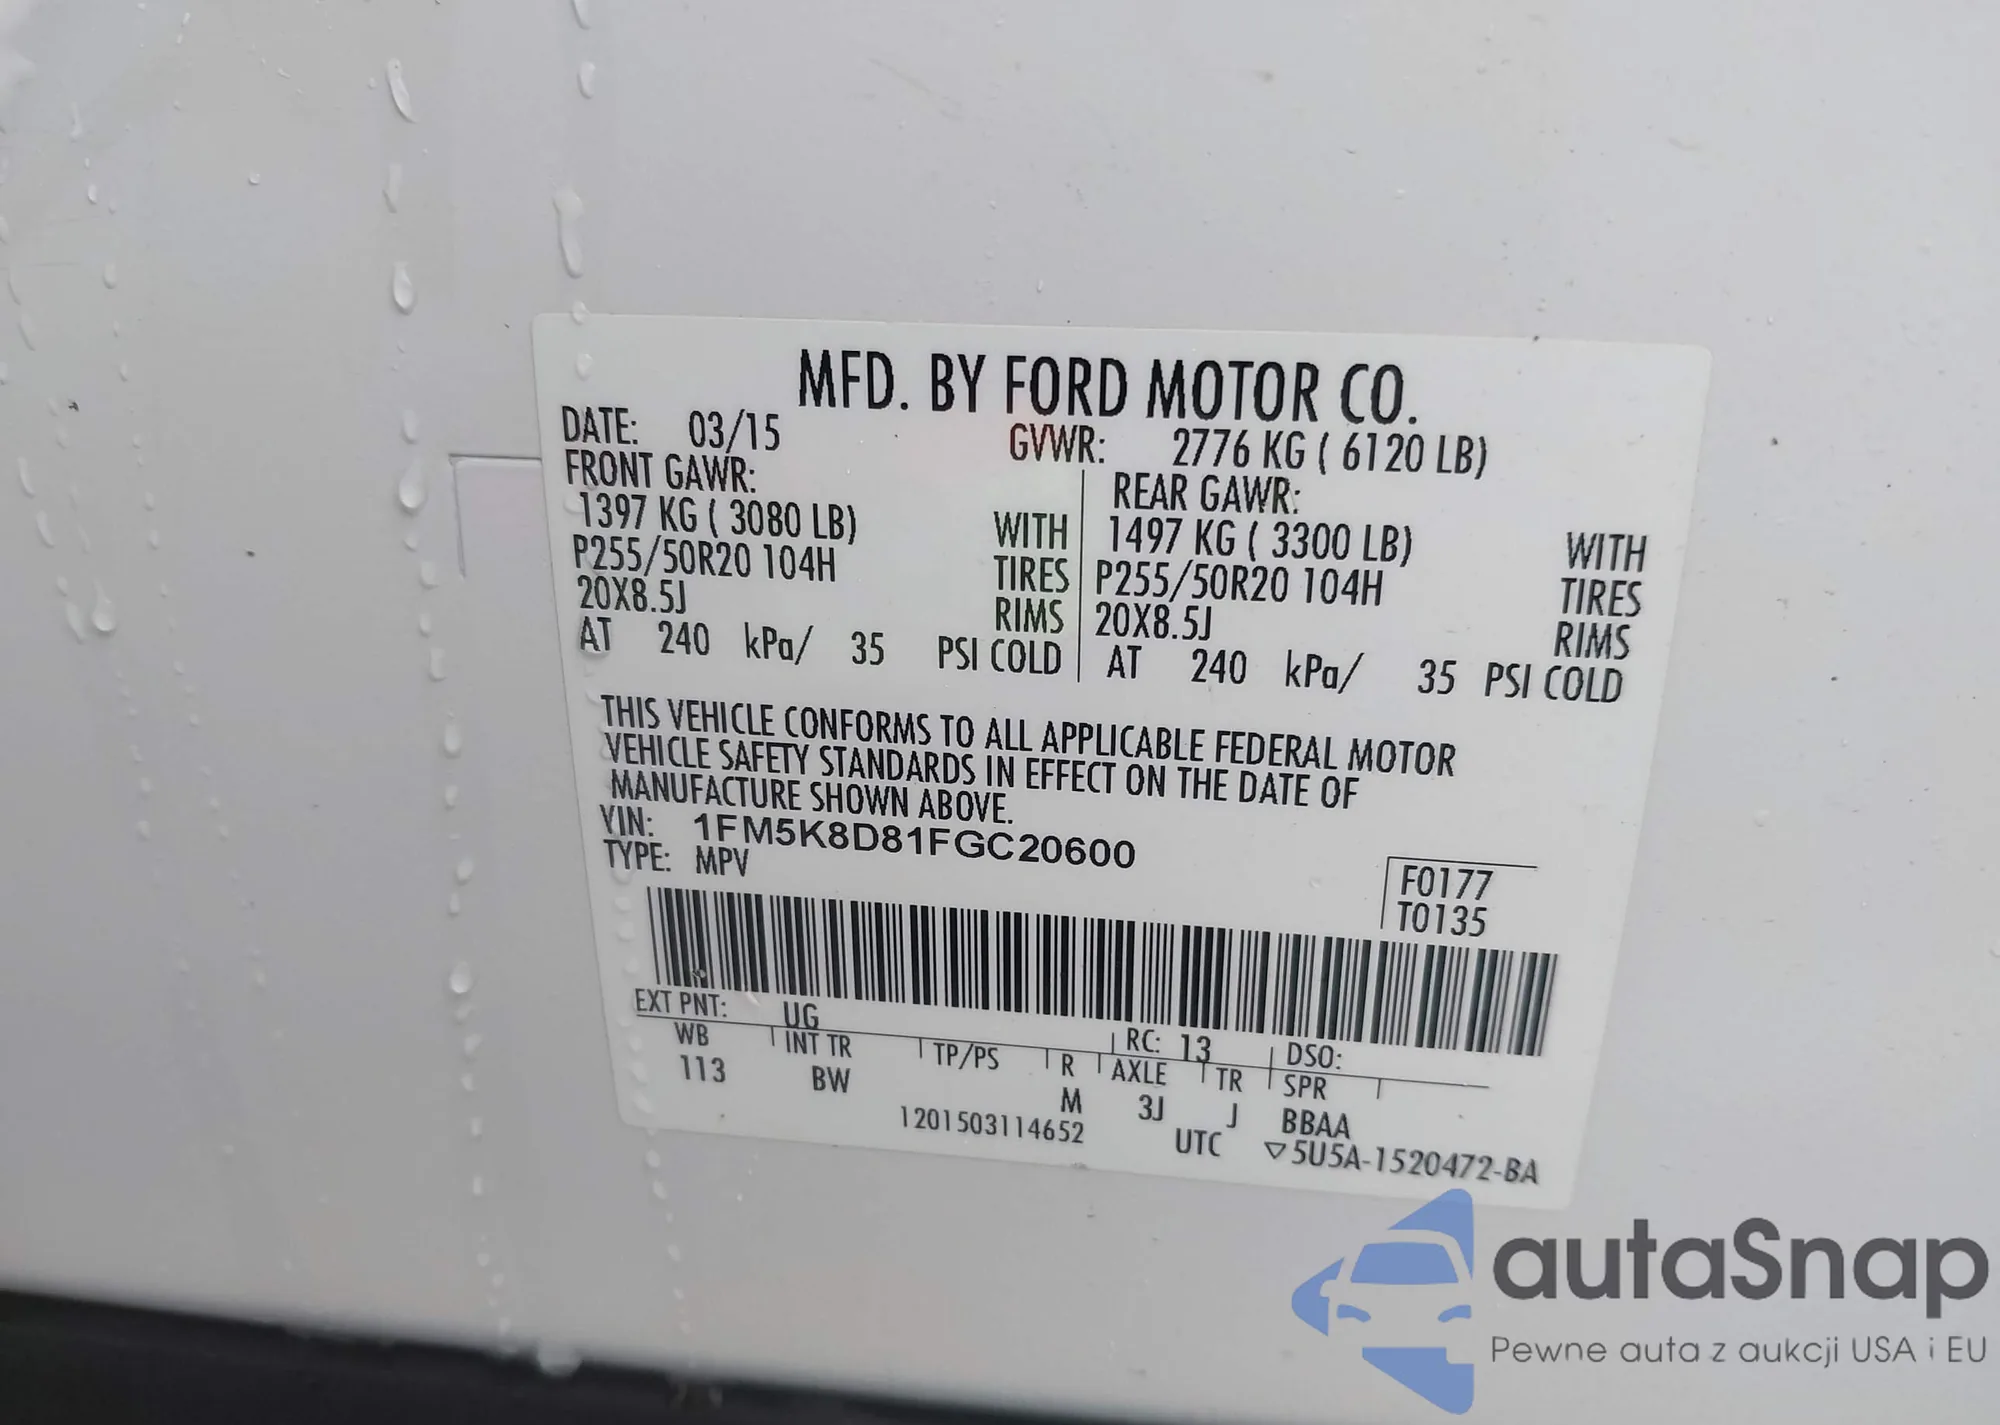 MFD. BY FORD MOTOR CO.
DATE: 03/15 GVWR: 2776 KG ( 6120 LB)
FRONT GAWR: REAR GAWR:
1397 KG ( 3080 LB) WITH 1497 KG ( 3300 LB) WITH
P255/50R20 104H TIRES P255/50R20 104H TIRES
20X8.5J RIMS 20X8.5J RIMS
AT 240 kPa/ 35 PSI COLD AT 240 kPa/ 35 PSI COLD
THIS VEHICLE CONFORMS TO ALL APPLICABLE FEDERAL MOTOR
VEHICLE SAFETY STANDARDS IN EFFECT ON THE DATE OF
MANUFACTURE SHOWN ABOVE.
VIN: 1FM5K8D81FGC20600
TYPE: MPV
F0177
T0135
EXT PNT: UG RC: 13 DSO:
WB INT TR TP/PS R AXLE TR SPR
113 BW M 3J J BBAA
1201503114652 UTC ▽5U5A-1520472-BA
autaSnap
Pewne auta z aukcji USA i EU